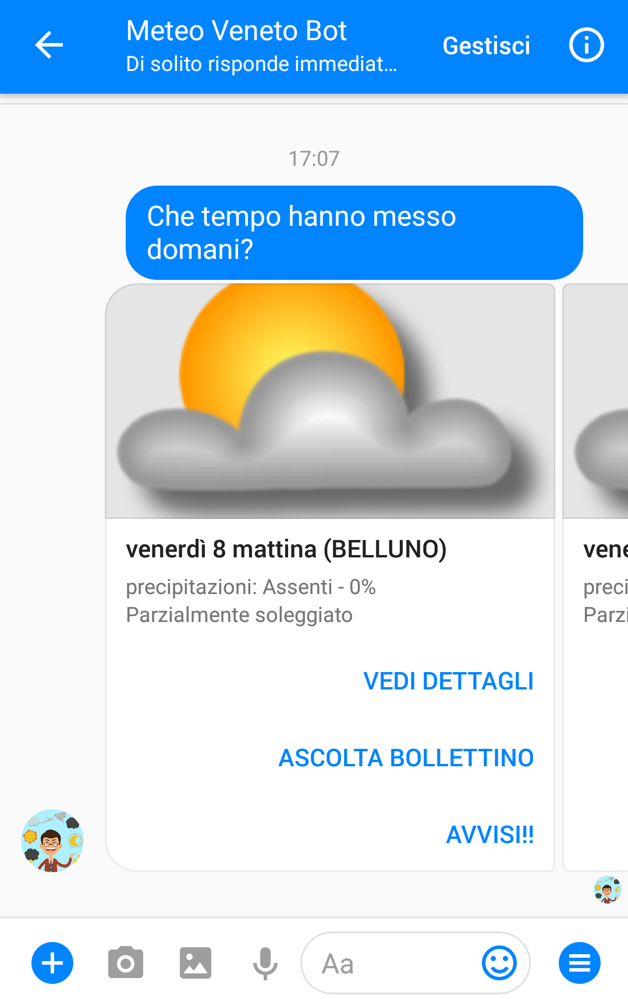 Meteo Veneto Bot
Di solito risponde immediat...
Gestisci
17:07
Che tempo hanno messo
domani?
venerdì 8 mattina (BELLUNO)
precipitazioni: Assenti - 0%
Parzialmente soleggiato
VEDI DETTAGLI
ASCOLTA BOLLETTINO
AVVISI!!
vene
preci
Parzi
Aa